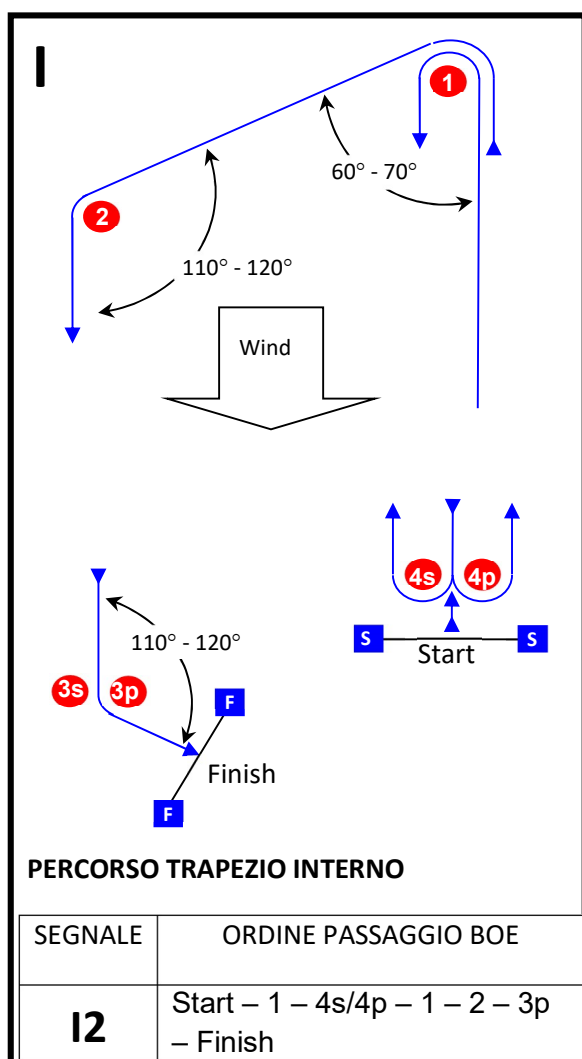 I
1
60° - 70°
2
110° - 120°
Wind
4s 4p
S S
Start
110° - 120°
3s 3p
F
Finish
F
PERCORSO TRAPEZIO INTERNO
SEGNALE ORDINE PASSAGGIO BOE
I2 Start – 1 – 4s/4p – 1 – 2 – 3p
– Finish